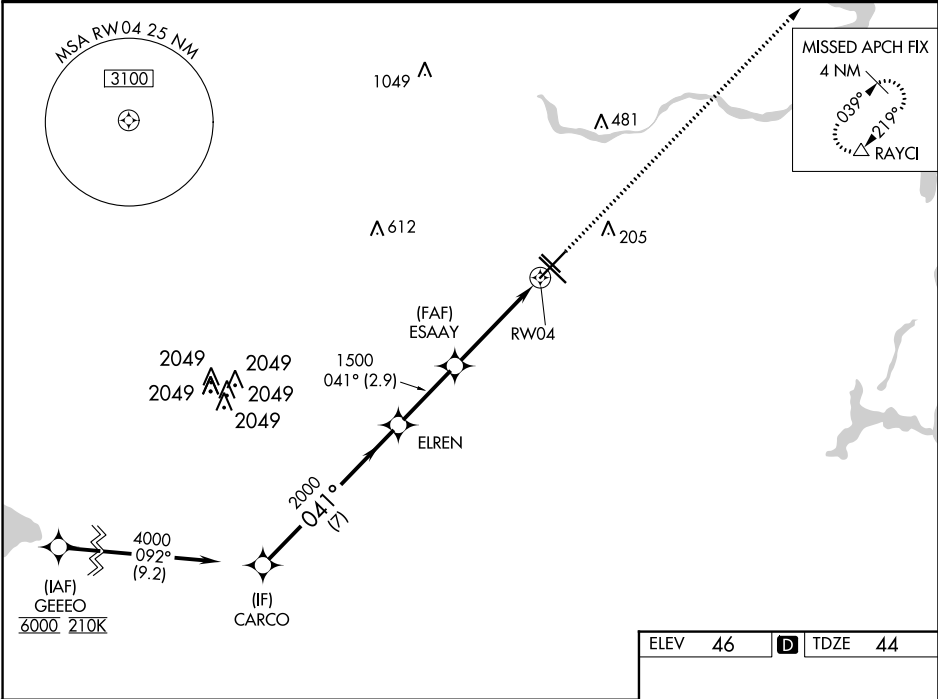 MSA RW04 25 NM
3100
1049
481
MISSED APCH FIX
4 NM
039°
219°
RAYCI
612
205
(FAF)
ESAAY
RW04
1500
041° (2.9)
2049
2049
2049
2049
2049
ELREN
2000
041°
(7)
4000
092°
(9.2)
(IAF)
GEEEO
6000 210K
(IF)
CARCO
ELEV 46 D TDZE 44